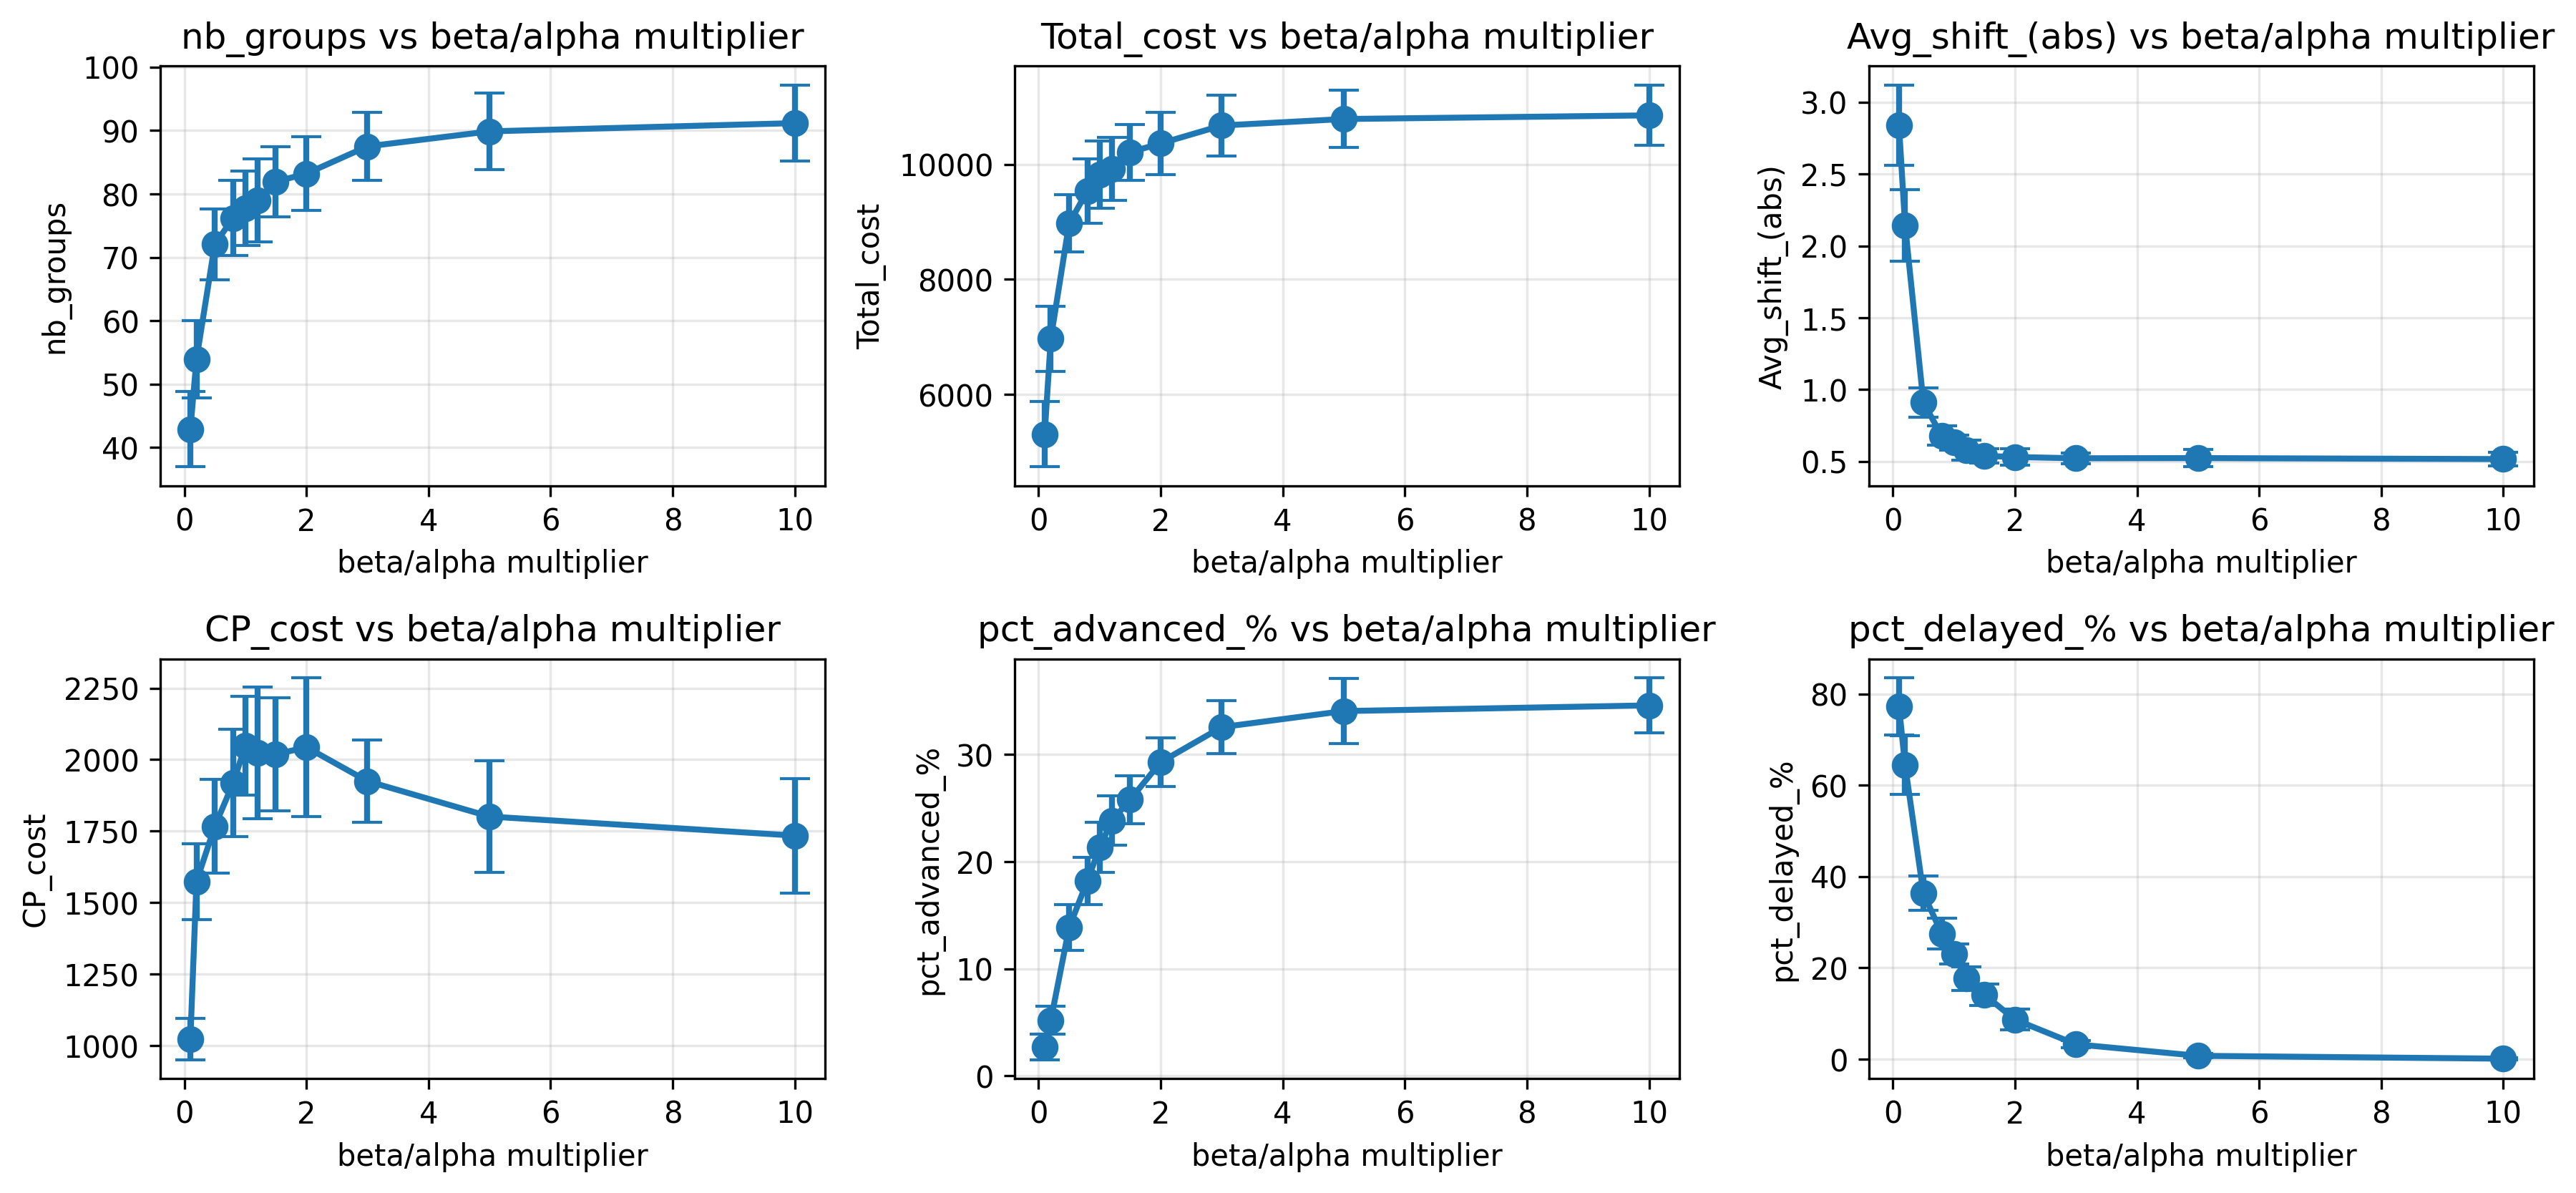 nb_groups vs beta/alpha multiplier
100
90
80
70
60
50
40
nb_groups
0 2 4 6 8 10
beta/alpha multiplier
Total_cost vs beta/alpha multiplier
10000
8000
6000
Total_cost
0 2 4 6 8 10
beta/alpha multiplier
Avg_shift_(abs) vs beta/alpha multiplier
3.0
2.5
2.0
1.5
1.0
0.5
Avg_shift_(abs)
0 2 4 6 8 10
beta/alpha multiplier
CP_cost vs beta/alpha multiplier
2250
2000
1750
1500
1250
1000
CP_cost
0 2 4 6 8 10
beta/alpha multiplier
pct_advanced_% vs beta/alpha multiplier
30
20
10
0
pct_advanced_%
0 2 4 6 8 10
beta/alpha multiplier
pct_delayed_% vs beta/alpha multiplier
80
60
40
20
0
pct_delayed_%
0 2 4 6 8 10
beta/alpha multiplier